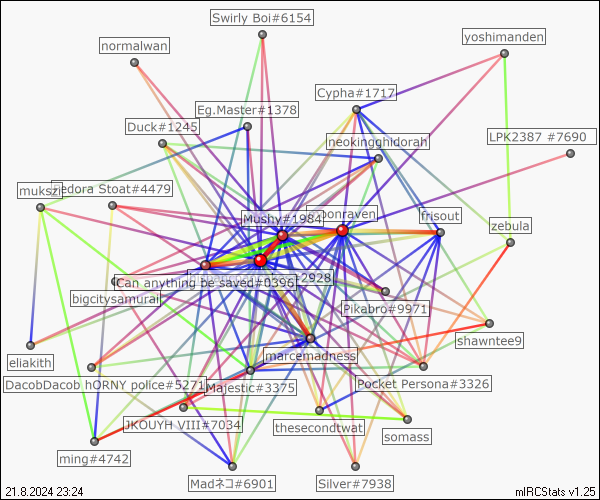 Swirly Boi#6154
yoshimanden
normalwan
Cypha#1717
Eg.Master#1378
Duck#1245
LPK2387 #7690
neokingghidorah
muksz
edora Stoat#4479
Mushy#1984
oonraven
frisout
zebula
2928
Can anything be saved#0396
bigcitysamurai
Pikabro#9971
shawntee9
eliakith
marcemadness
DacobDacob hORNY police#5271
Majestic#3375
Pocket Persona#3326
JKOUYH VIII#7034
thesecondtwat
somass
ming#4742
Madネコ#6901
Silver#7938
21.8.2024 23:24
mIRCStats v1.25